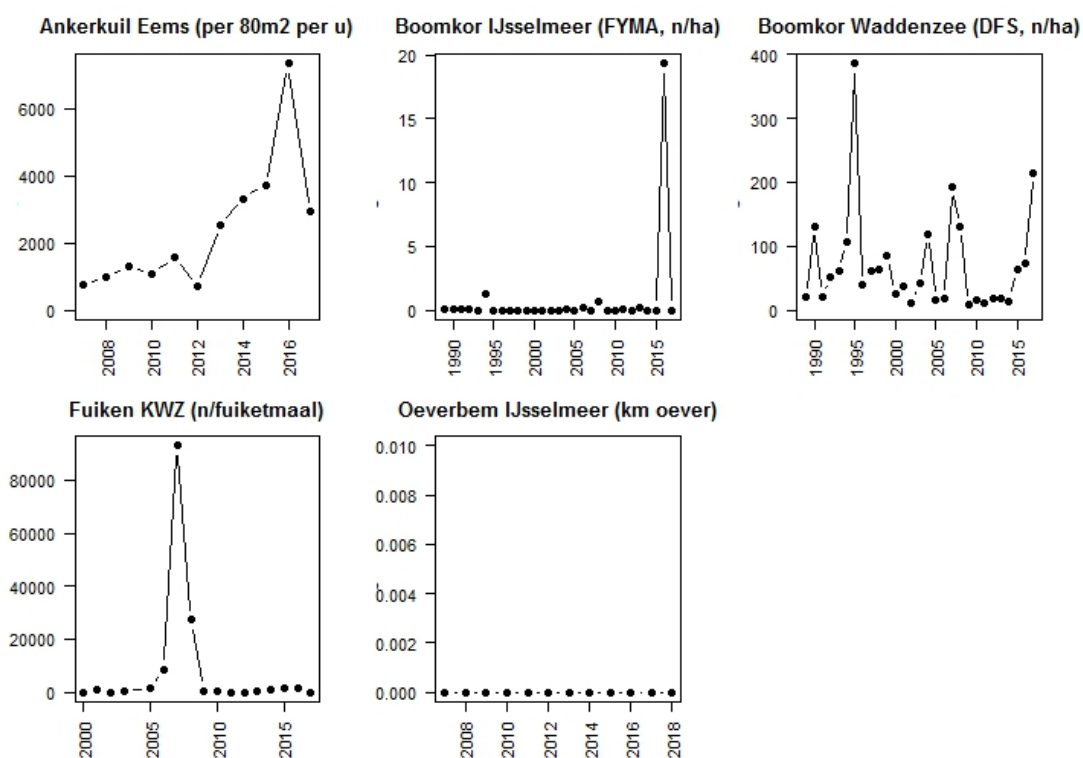 Ankerkuil Eems (per 80m2 per u)
6000
4000
2000
0
2008 2010 2012 2014 2016
Boomkor IJsselmeer (FYMA, n/ha)
20
15
10
5
0
1990 1995 2000 2005 2010 2015
Boomkor Waddenzee (DFS, n/ha)
400
300
200
100
0
1990 1995 2000 2005 2010 2015
Fuiken KWZ (n/fuiketmaal)
80000
60000
40000
20000
0
2000 2005 2010 2015
Oeverbem IJsselmeer (km oever)
0.010
0.008
0.006
0.004
0.002
0.000
2008 2010 2012 2014 2016 2018